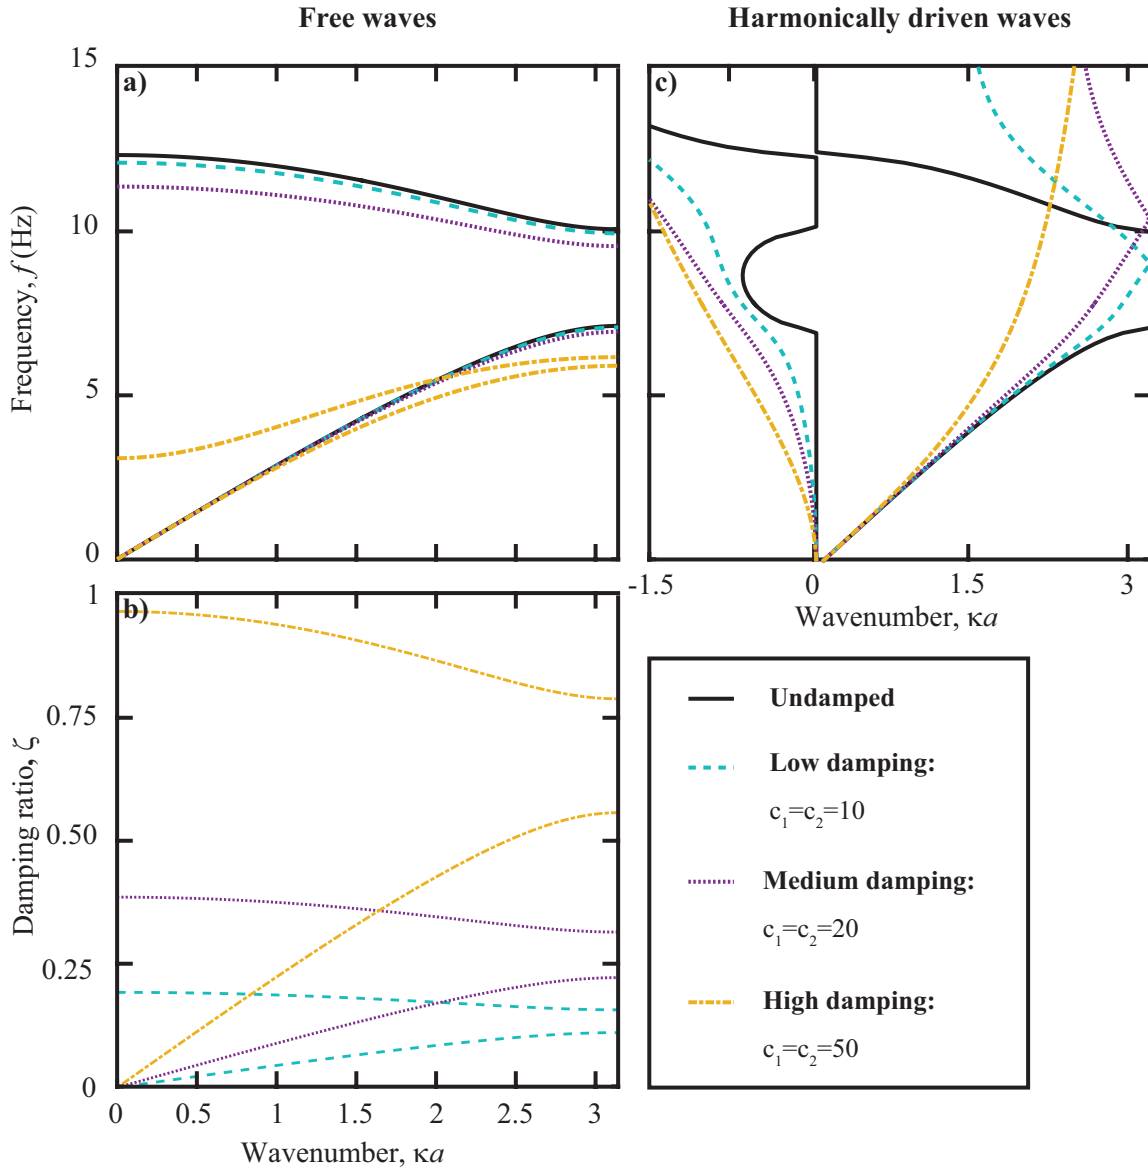 Free waves
Harmonically driven waves
a)
15
10
5
0
Frequency, f (Hz)
c)
-1.5
0
1.5
3
Wavenumber, κa
b)
1
0.75
0.50
0.25
0
Damping ratio, ζ
0
0.5
1
1.5
2
2.5
3
Wavenumber, κa
Undamped
Low damping:
c₁=c₂=10
Medium damping:
c₁=c₂=20
High damping:
c₁=c₂=50